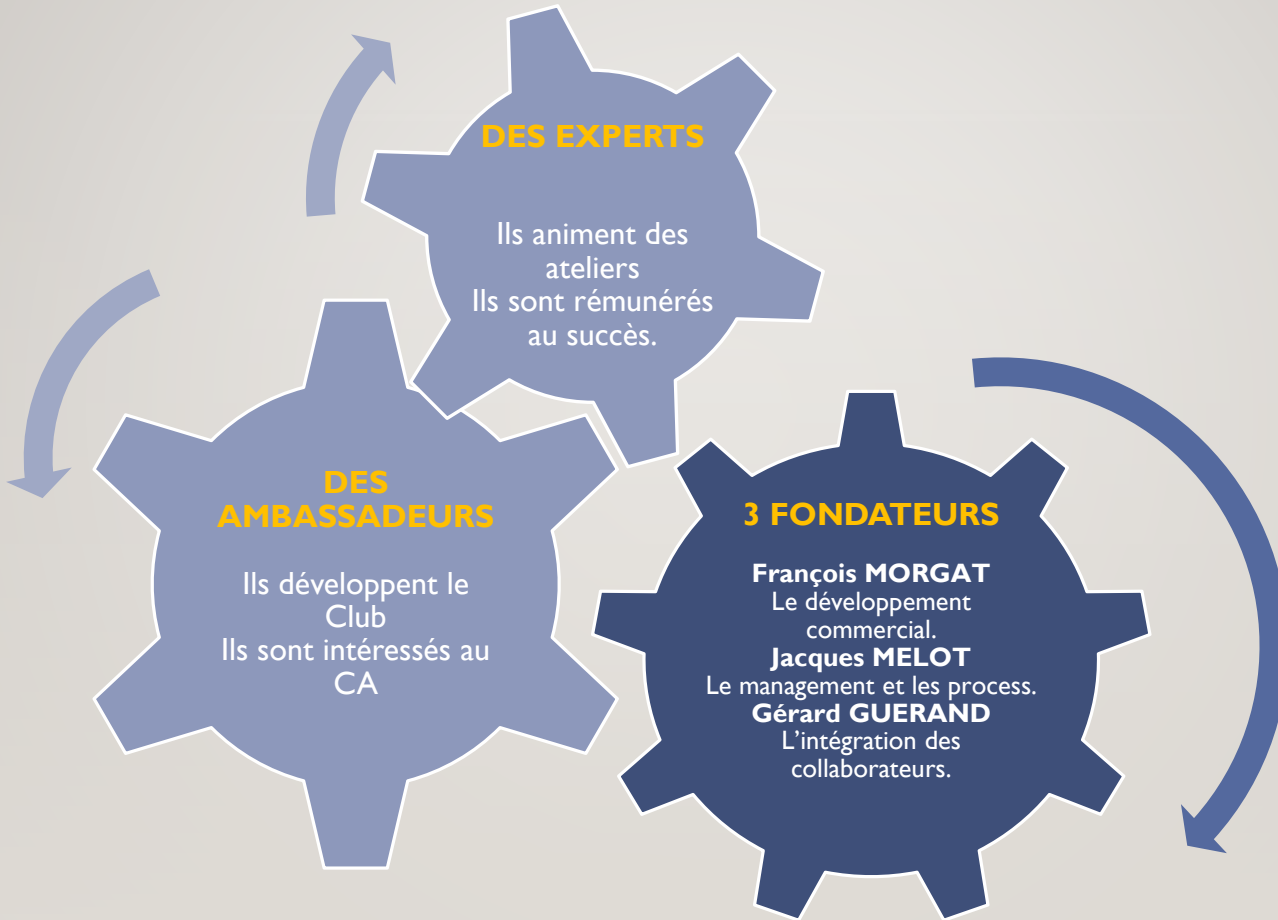 DES EXPERTS
Ils animent des
ateliers
Ils sont rémunérés
au succès.
DES
AMBASSADEURS
Ils développent le
Club
Ils sont intéressés au
CA
3 FONDATEURS
François MORGAT
Le développement
commercial.
Jacques MELOT
Le management et les process.
Gérard GUERAND
L'intégration des
collaborateurs.